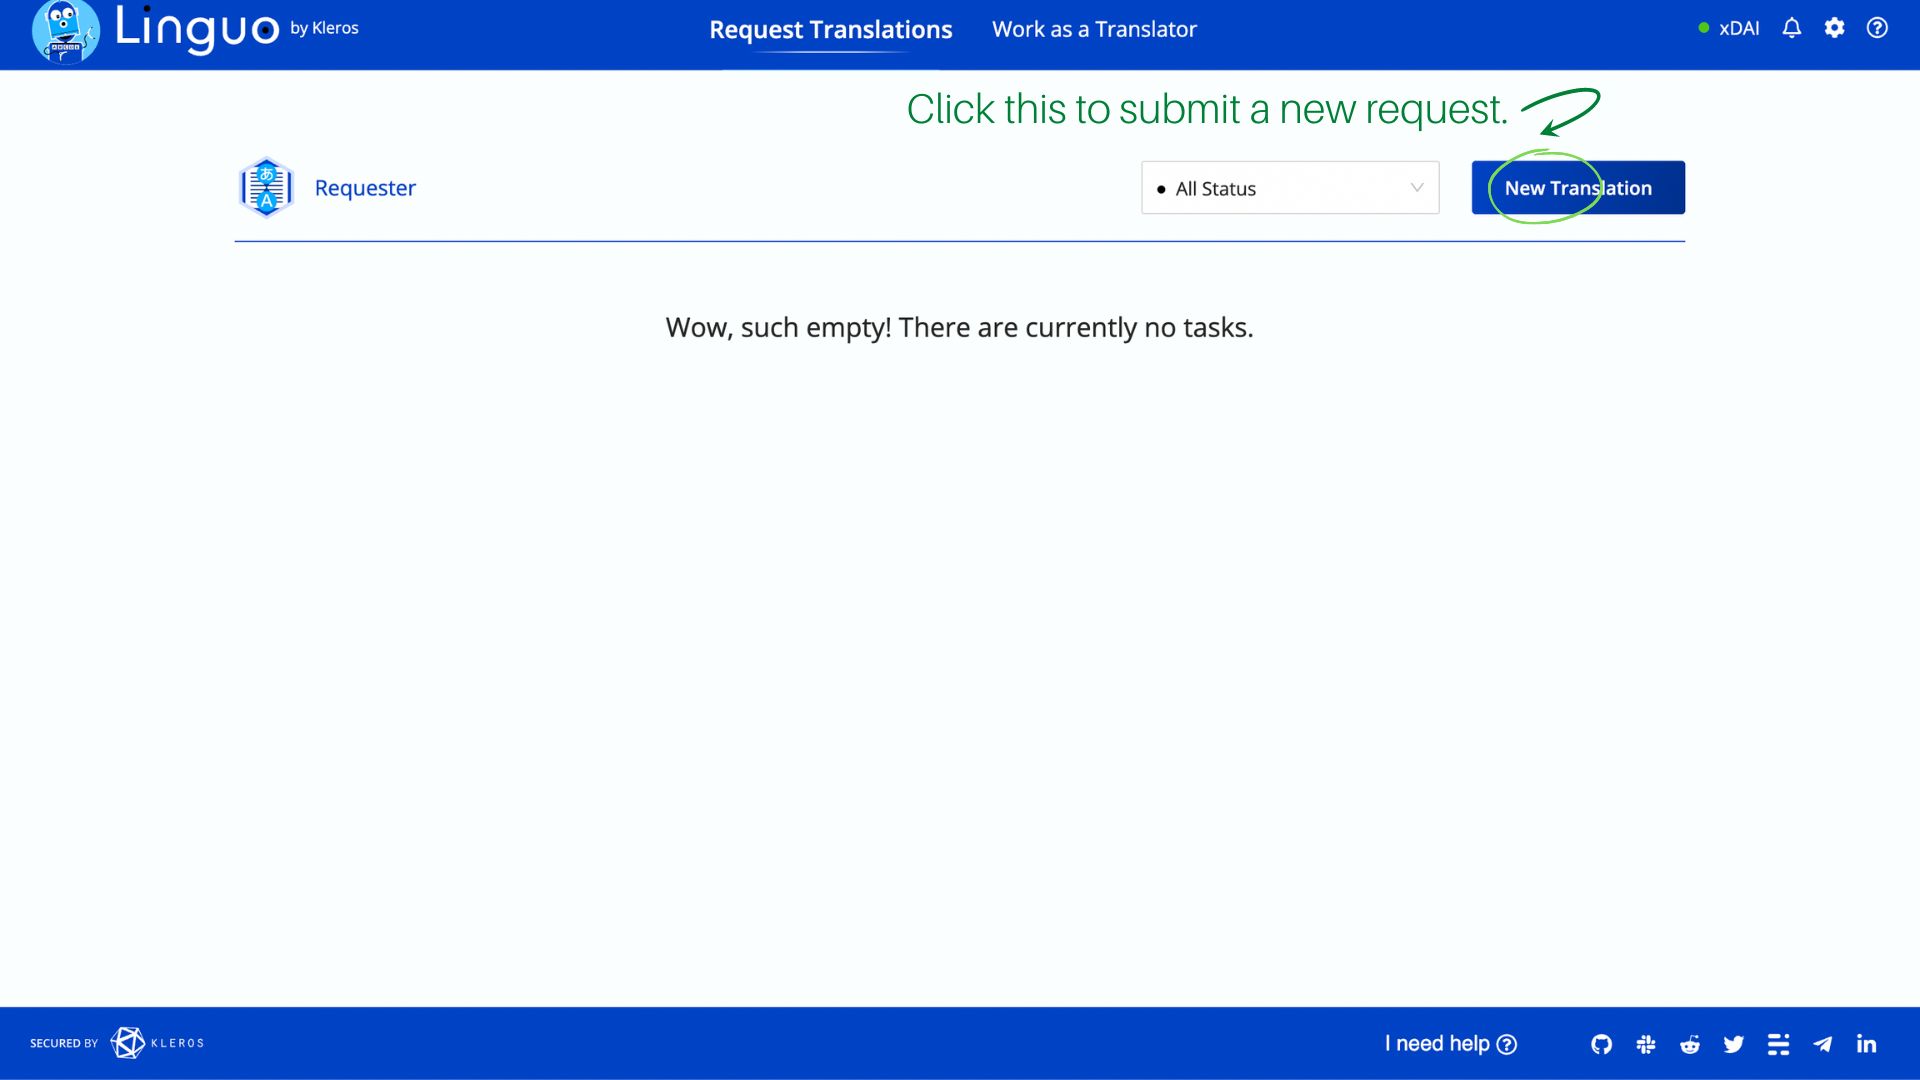 Linguo by Kleros
Request Translations
Work as a Translator
xDAI
Click this to submit a new request.
あ
A
Requester
All Status
New Translation
Wow, such empty! There are currently no tasks.
SECURED BY KLEROS
I need help